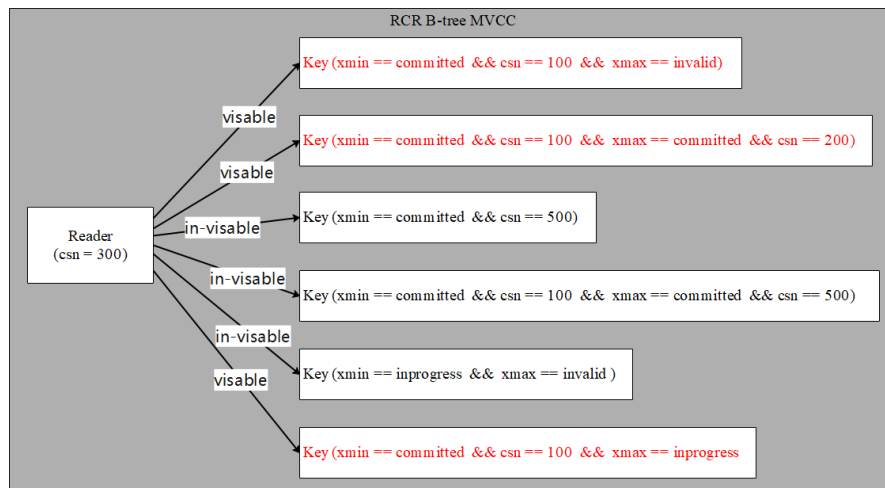 RCR B-tree MVCC
Key (xmin == committed && csn == 100 && xmax == invalid)
visable
Key (xmin == committed && csn == 100 && xmax == committed && csn == 200)
visable
Key (xmin == committed && csn == 500)
in-visable
Reader
(csn = 300)
in-visable
Key (xmin == committed && csn == 100 && xmax == committed && csn == 500)
in-visable
Key (xmin == inprogress && xmax == invalid )
visable
Key (xmin == committed && csn == 100 && xmax == inprogress